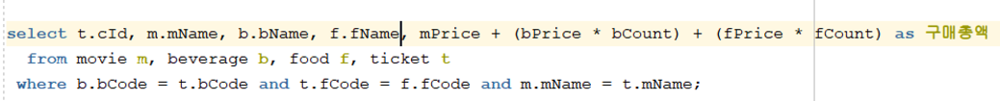 select t.cId, m.mName, b.bName, f.fName, mPrice + (bPrice * bCount) + (fPrice * fCount) as 구매총액
from movie m, beverage b, food f, ticket t
where b.bCode = t.bCode and t.fCode = f.fCode and m.mName = t.mName;